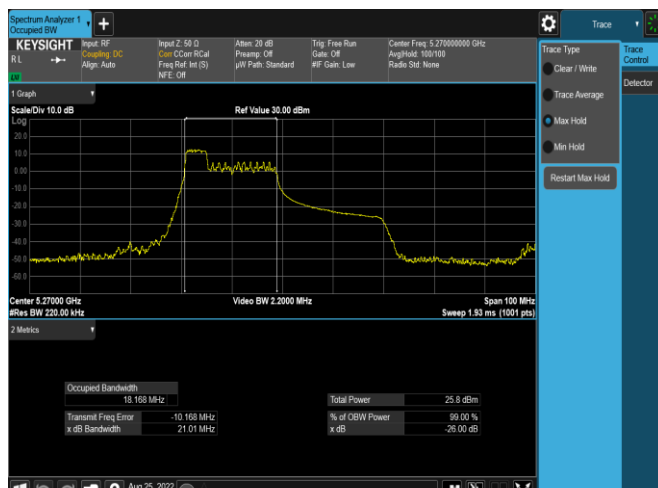 Spectrum Analyzer 1
Occupied BW
Trace
KEYSIGHT
RL
LV
Input: RF
Coupling: DC
Align: Auto
Input Z: 50 Ω
Corr CCorr RCal
Freq Ref: Int (S)
NFE: Off
Atten: 20 dB
Preamp: Off
µW Path: Standard
Trig: Free Run
Gate: Off
#IF Gain: Low
Center Freq: 5.270000000 GHz
Avg|Hold: 100/100
Radio Std: None
Trace Type
Clear / Write
Trace Average
Max Hold
Min Hold
Restart Max Hold
Trace
Control
Detector
1 Graph
Scale/Div 10.0 dB
Ref Value 30.00 dBm
Log
20.0
10.0
0.00
-10.0
-20.0
-30.0
-40.0
-50.0
-60.0
Center 5.27000 GHz
Video BW 2.2000 MHz
Span 100 MHz
#Res BW 220.00 kHz
Sweep 1.93 ms (1001 pts)
2 Metrics
Occupied Bandwidth
18.168 MHz
Total Power 25.8 dBm
Transmit Freq Error -10.168 MHz
% of OBW Power 99.00 %
x dB Bandwidth 21.01 MHz
x dB -26.00 dB
Aug 25, 2022